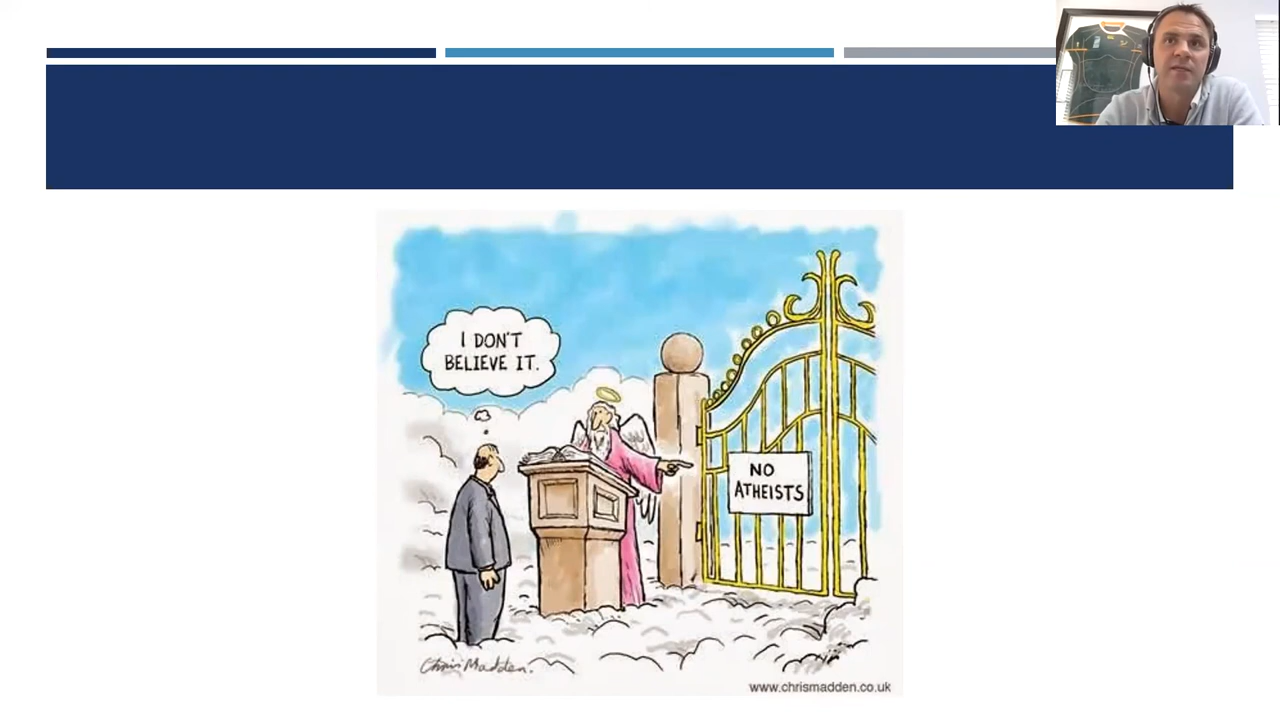 I DON'T
BELIEVE IT.
NO
ATHEISTS
Chris Madden.
www.chrismadden.co.uk